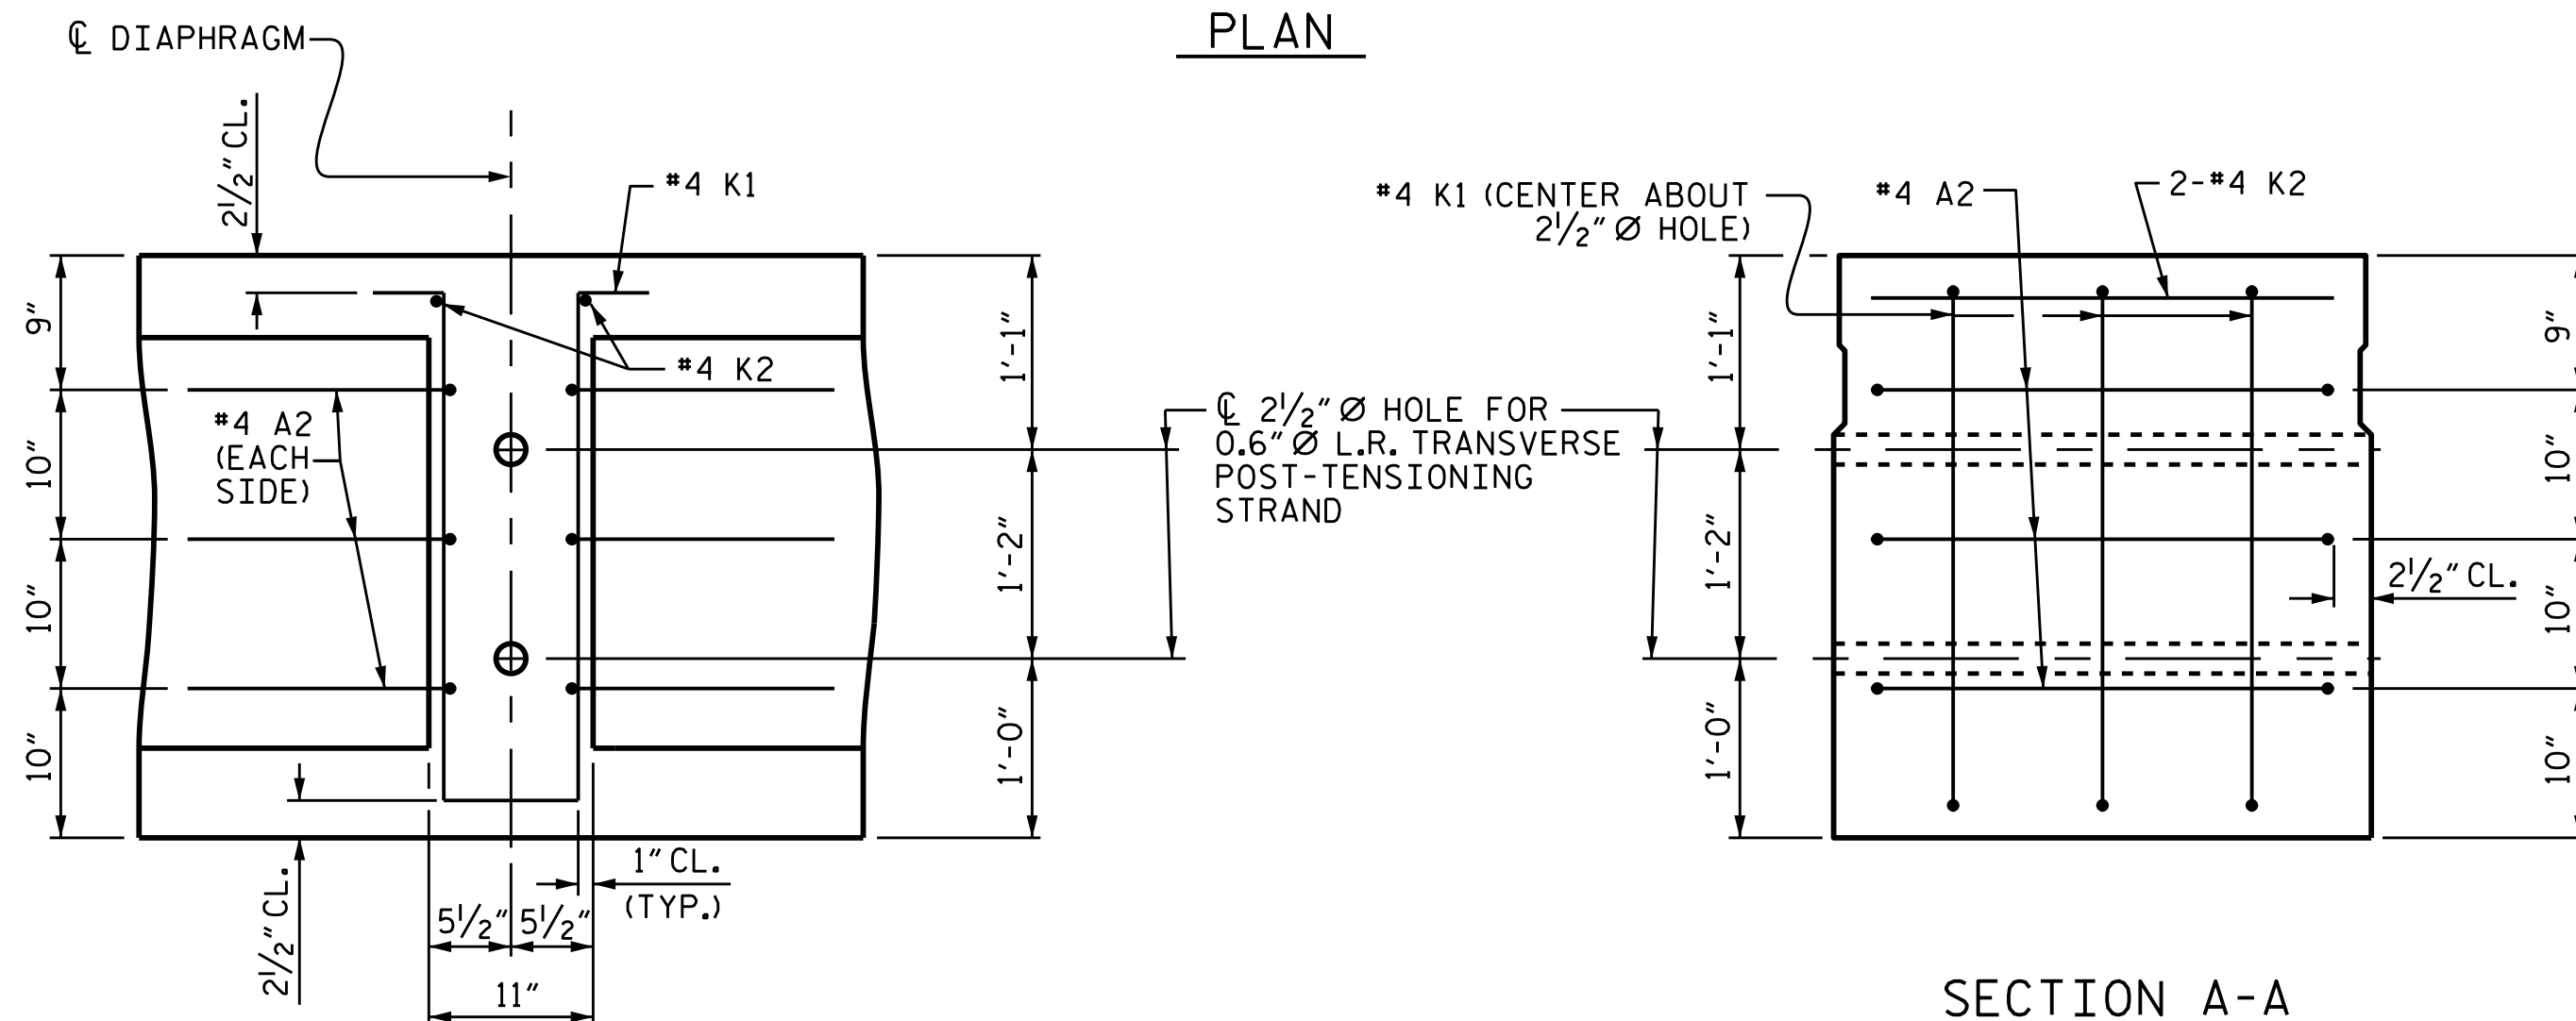 PLAN
℄ DIAPHRAGM
2½" CL.
#4 K1
#4 K2
9"
10"
10"
10"
#4 A2
(EACH
SIDE)
1'-1"
1'-2"
1'-0"
2½" CL.
1" CL.
(TYP.)
5½"
5½"
11"
℄ 2½" Ø HOLE FOR
0.6" Ø L.R. TRANSVERSE
POST-TENSIONING
STRAND
#4 K1 (CENTER ABOUT
2½" Ø HOLE)
#4 A2
2-#4 K2
1'-1"
1'-2"
1'-0"
9"
10"
10"
10"
2½" CL.
SECTION A-A